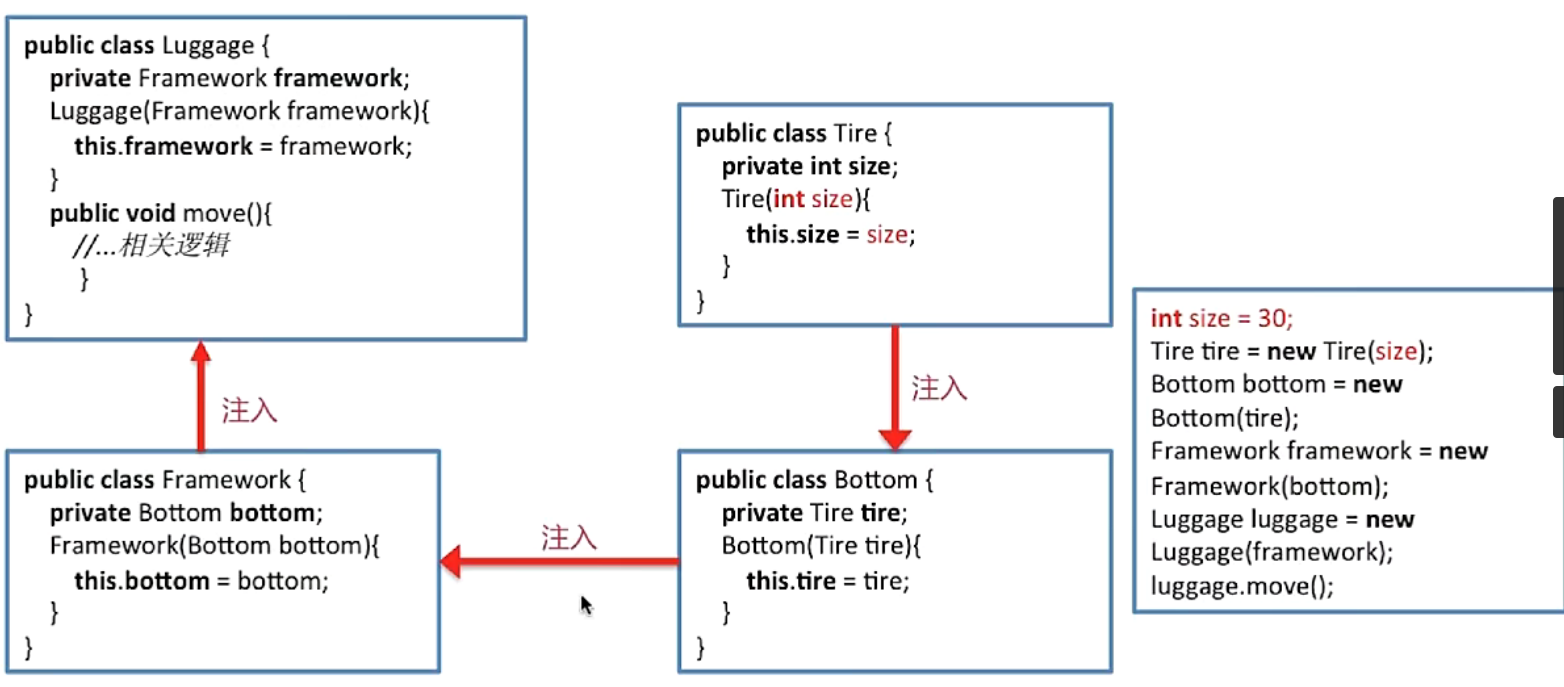 public class Luggage {
private Framework framework;
Luggage(Framework framework){
this.framework = framework;
}
public void move(){
//...相关逻辑
}
}
注入
public class Framework {
private Bottom bottom;
Framework(Bottom bottom){
this.bottom = bottom;
}
}
注入
public class Tire {
private int size;
Tire(int size){
this.size = size;
}
}
注入
public class Bottom {
private Tire tire;
Bottom(Tire tire){
this.tire = tire;
}
}
int size = 30;
Tire tire = new Tire(size);
Bottom bottom = new
Bottom(tire);
Framework framework = new
Framework(bottom);
Luggage luggage = new
Luggage(framework);
luggage.move();